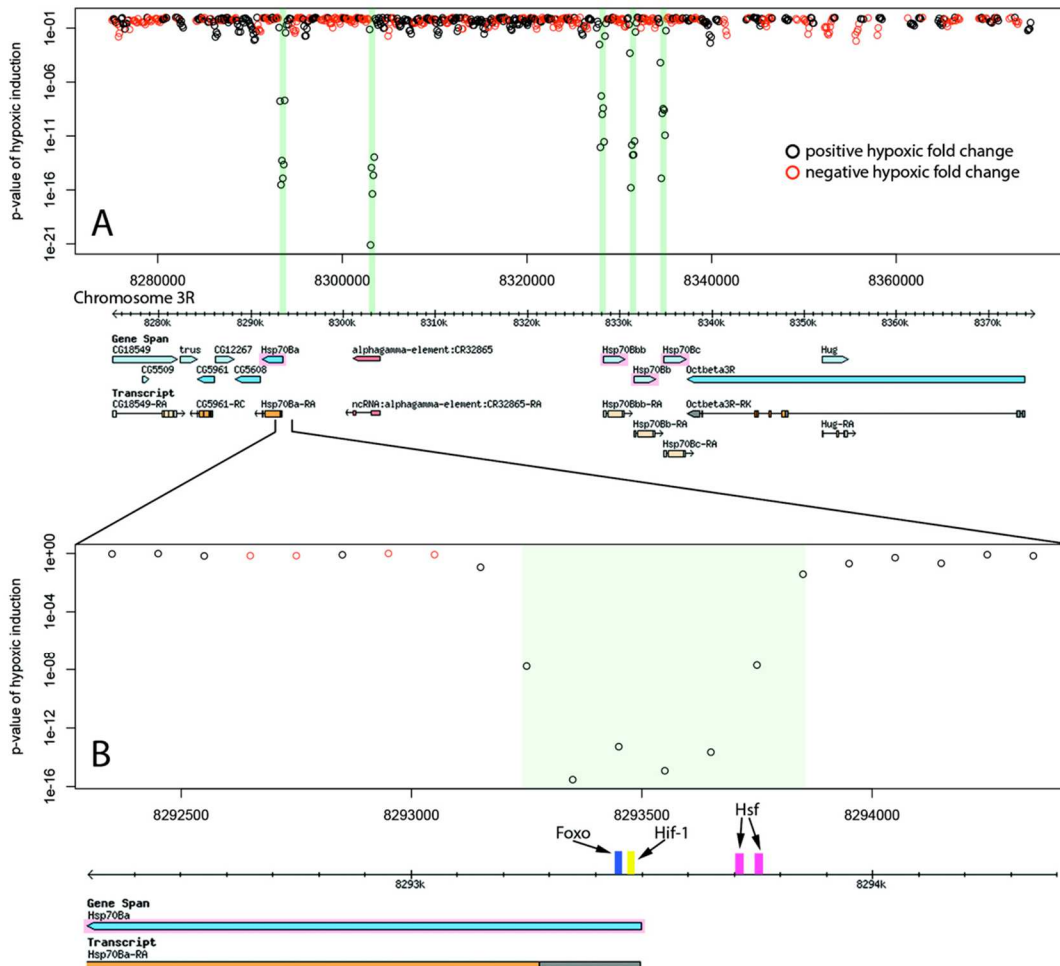 1e-01
1e-06
1e-11
1e-16
1e-21
p-value of hypoxic induction
A
positive hypoxic fold change
negative hypoxic fold change
8280000 8300000 8320000 8340000 8360000
Chromosome 3R
8280k 8290k 8300k 8310k 8320k 8330k 8340k 8350k 8360k 8370k
Gene Span
CG18549 trus CG12267 Hsp70Ba alphagamma-element:CR32865 Hsp70Bbb Hsp70Bc Hug
CG5509 CG5961 CG5608 Hsp70Bb Octbeta3R
Transcript
CG18549-RA CG5961-RC Hsp70Ba-RA ncRNA:alphagamma-element:CR32865-RA Hsp70Bbb-RA Octbeta3R-RK
Hsp70Bb-RA Hug-RA
Hsp70Bc-RA
1e+00
1e-04
1e-08
1e-12
1e-16
p-value of hypoxic induction
B
8292500 8293000 8293500 8294000
Foxo Hif-1 Hsf
8293k 8294k
Gene Span
Hsp70Ba
Transcript
Hsp70Ba-RA